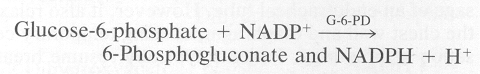 Glucose-6-phosphate + NADP⁺ —G-6-PD→
6-Phosphogluconate and NADPH + H⁺